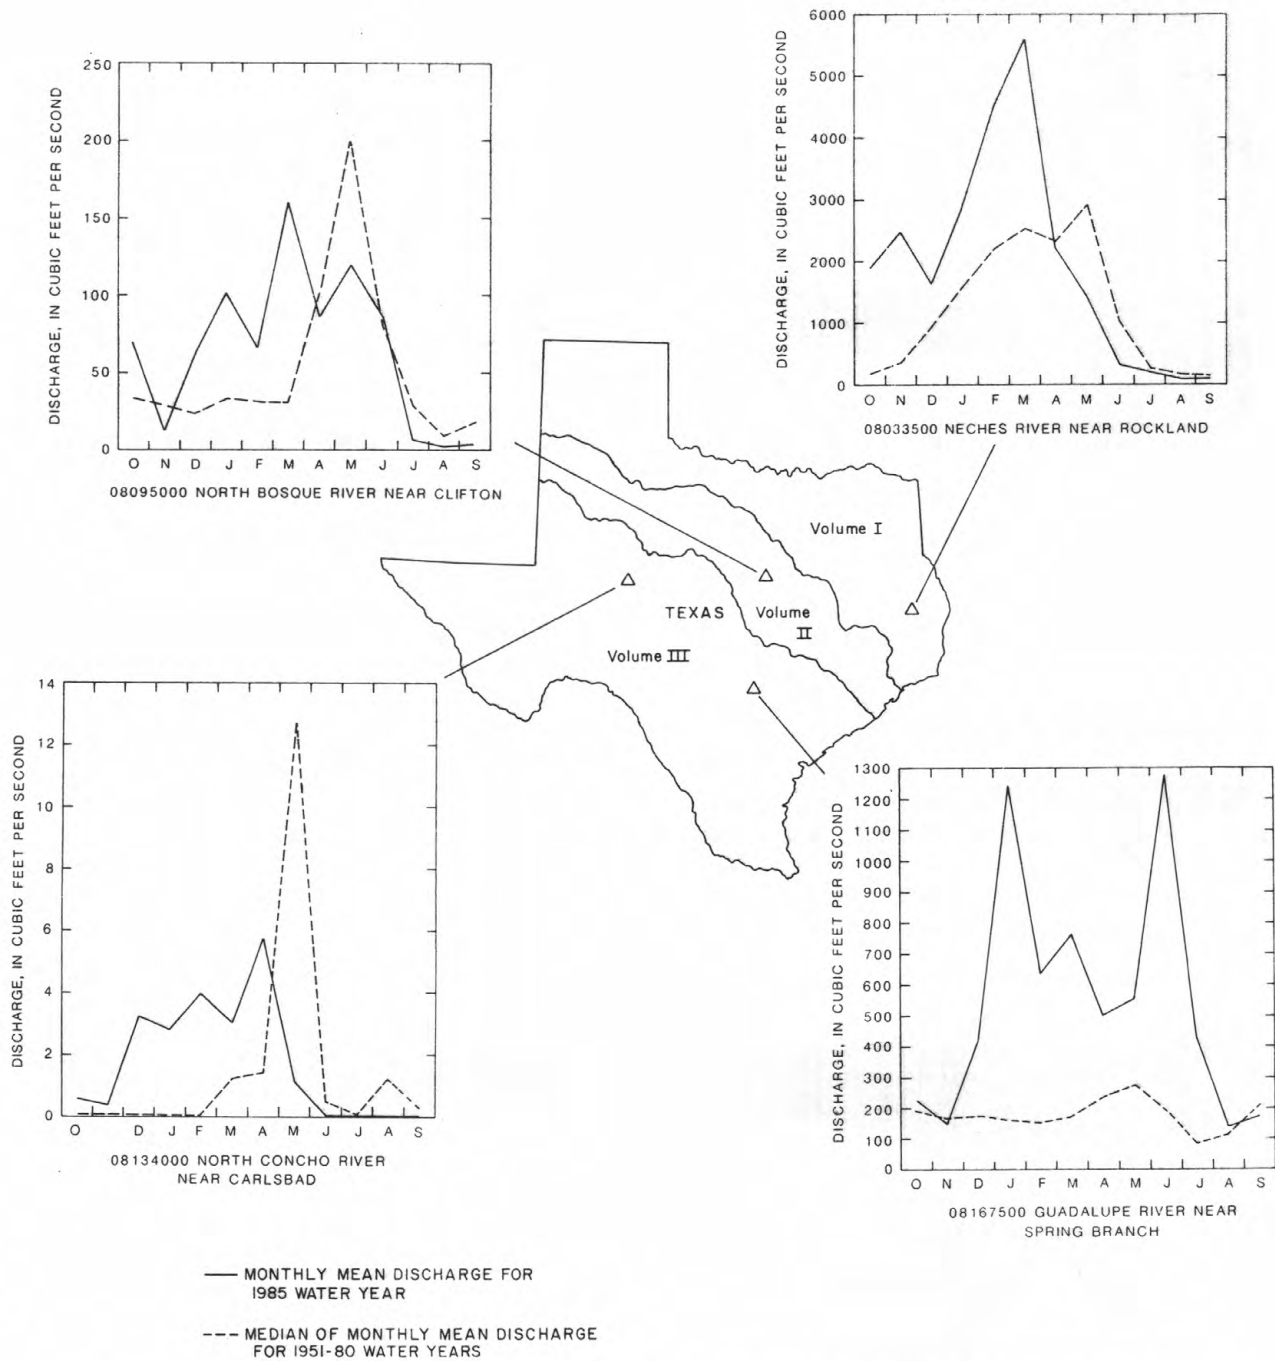 DISCHARGE, IN CUBIC FEET PER SECOND
250
200
150
100
50
0
O N D J F M A M J J A S
08095000 NORTH BOSQUE RIVER NEAR CLIFTON
DISCHARGE, IN CUBIC FEET PER SECOND
6000
5000
4000
3000
2000
1000
0
O N D J F M A M J J A S
08033500 NECHES RIVER NEAR ROCKLAND
Volume I
TEXAS
Volume
II
Volume III
DISCHARGE, IN CUBIC FEET PER SECOND
14
12
10
8
6
4
2
0
O D J F M A M J J A S
08134000 NORTH CONCHO RIVER
NEAR CARLSBAD
DISCHARGE, IN CUBIC FEET PER SECOND
1300
1200
1100
1000
900
800
700
600
500
400
300
200
100
0
O N D J F M A M J J A S
08167500 GUADALUPE RIVER NEAR
SPRING BRANCH
MONTHLY MEAN DISCHARGE FOR
1985 WATER YEAR
MEDIAN OF MONTHLY MEAN DISCHARGE
FOR 1951-80 WATER YEARS